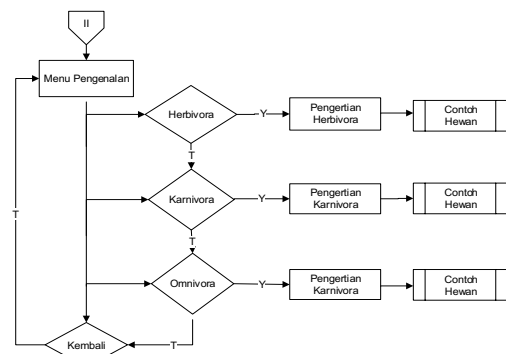 II
Menu Pengenalan
Herbivora
Y
Pengertian
Herbivora
Contoh
Hewan
T
Karnivora
Y
Pengertian
Karnivora
Contoh
Hewan
T
T
Omnivora
Y
Pengertian
Karnivora
Contoh
Hewan
T
Kembali